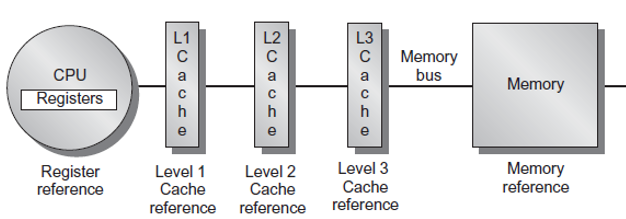 CPU
Registers
L1
C
a
c
h
e
L2
C
a
c
h
e
L3
C
a
c
h
e
Memory
bus
Memory
Register
reference
Level 1
Cache
reference
Level 2
Cache
reference
Level 3
Cache
reference
Memory
reference